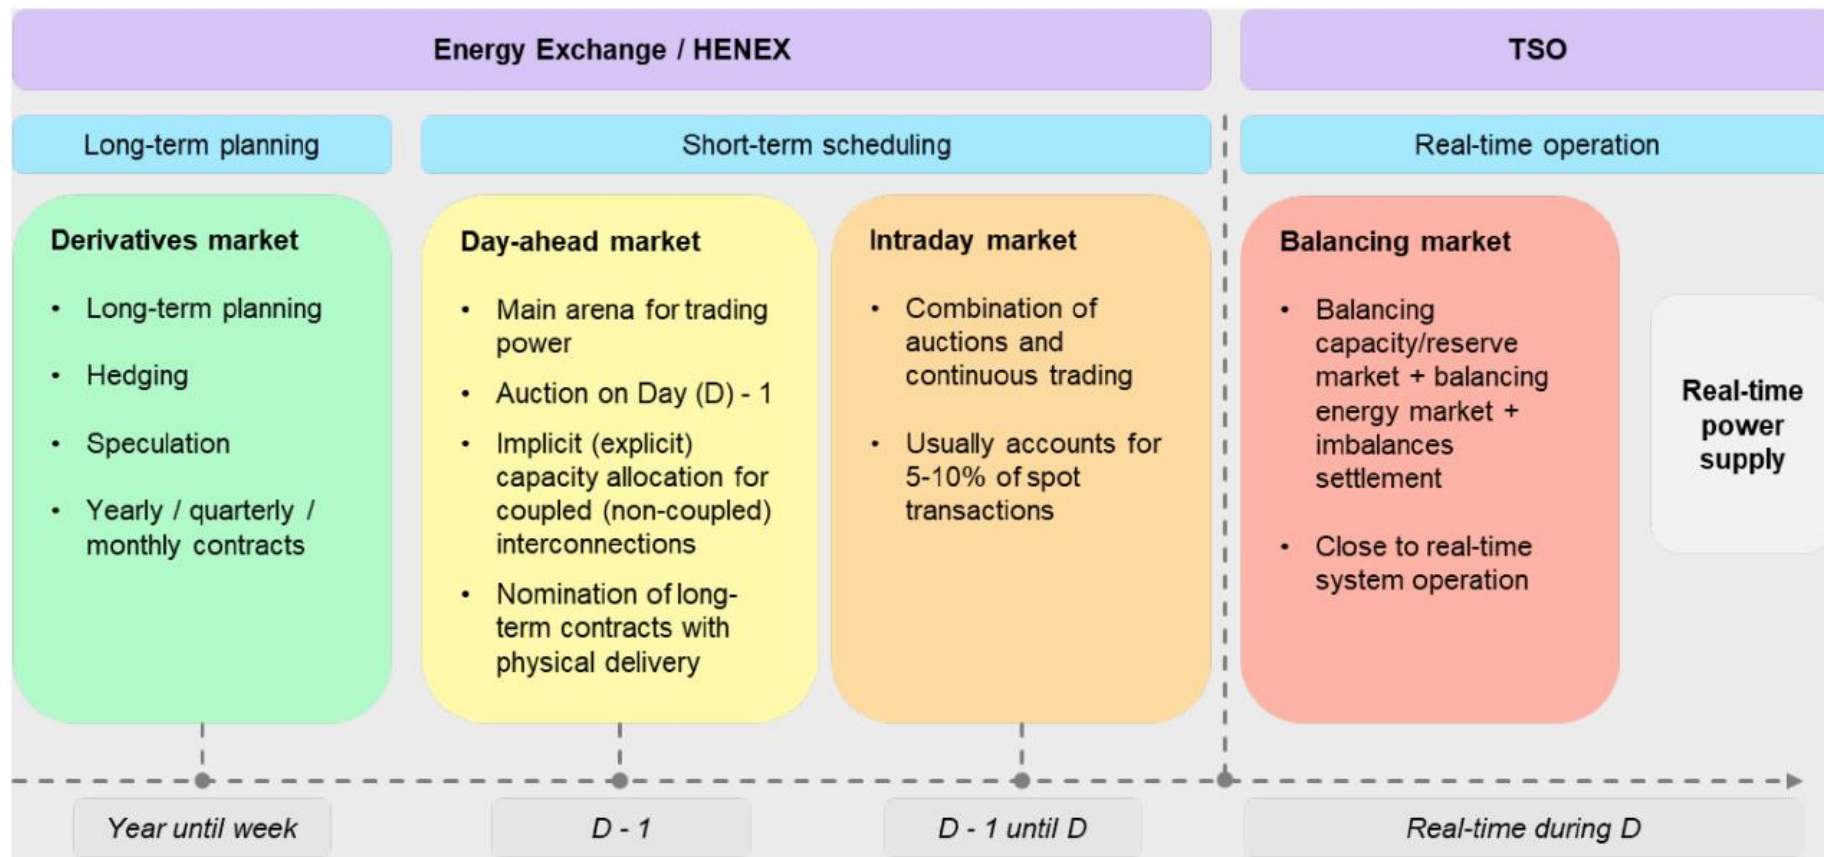 Energy Exchange / HENEX
TSO
Long-term planning
Short-term scheduling
Real-time operation
Derivatives market
• Long-term planning
• Hedging
• Speculation
• Yearly / quarterly /
monthly contracts
Day-ahead market
• Main arena for trading
power
• Auction on Day (D) - 1
• Implicit (explicit)
capacity allocation for
coupled (non-coupled)
interconnections
• Nomination of long-
term contracts with
physical delivery
Intraday market
• Combination of
auctions and
continuous trading
• Usually accounts for
5-10% of spot
transactions
Balancing market
• Balancing
capacity/reserve
market + balancing
energy market +
imbalances
settlement
• Close to real-time
system operation
Real-time
power
supply
Year until week
D - 1
D - 1 until D
Real-time during D